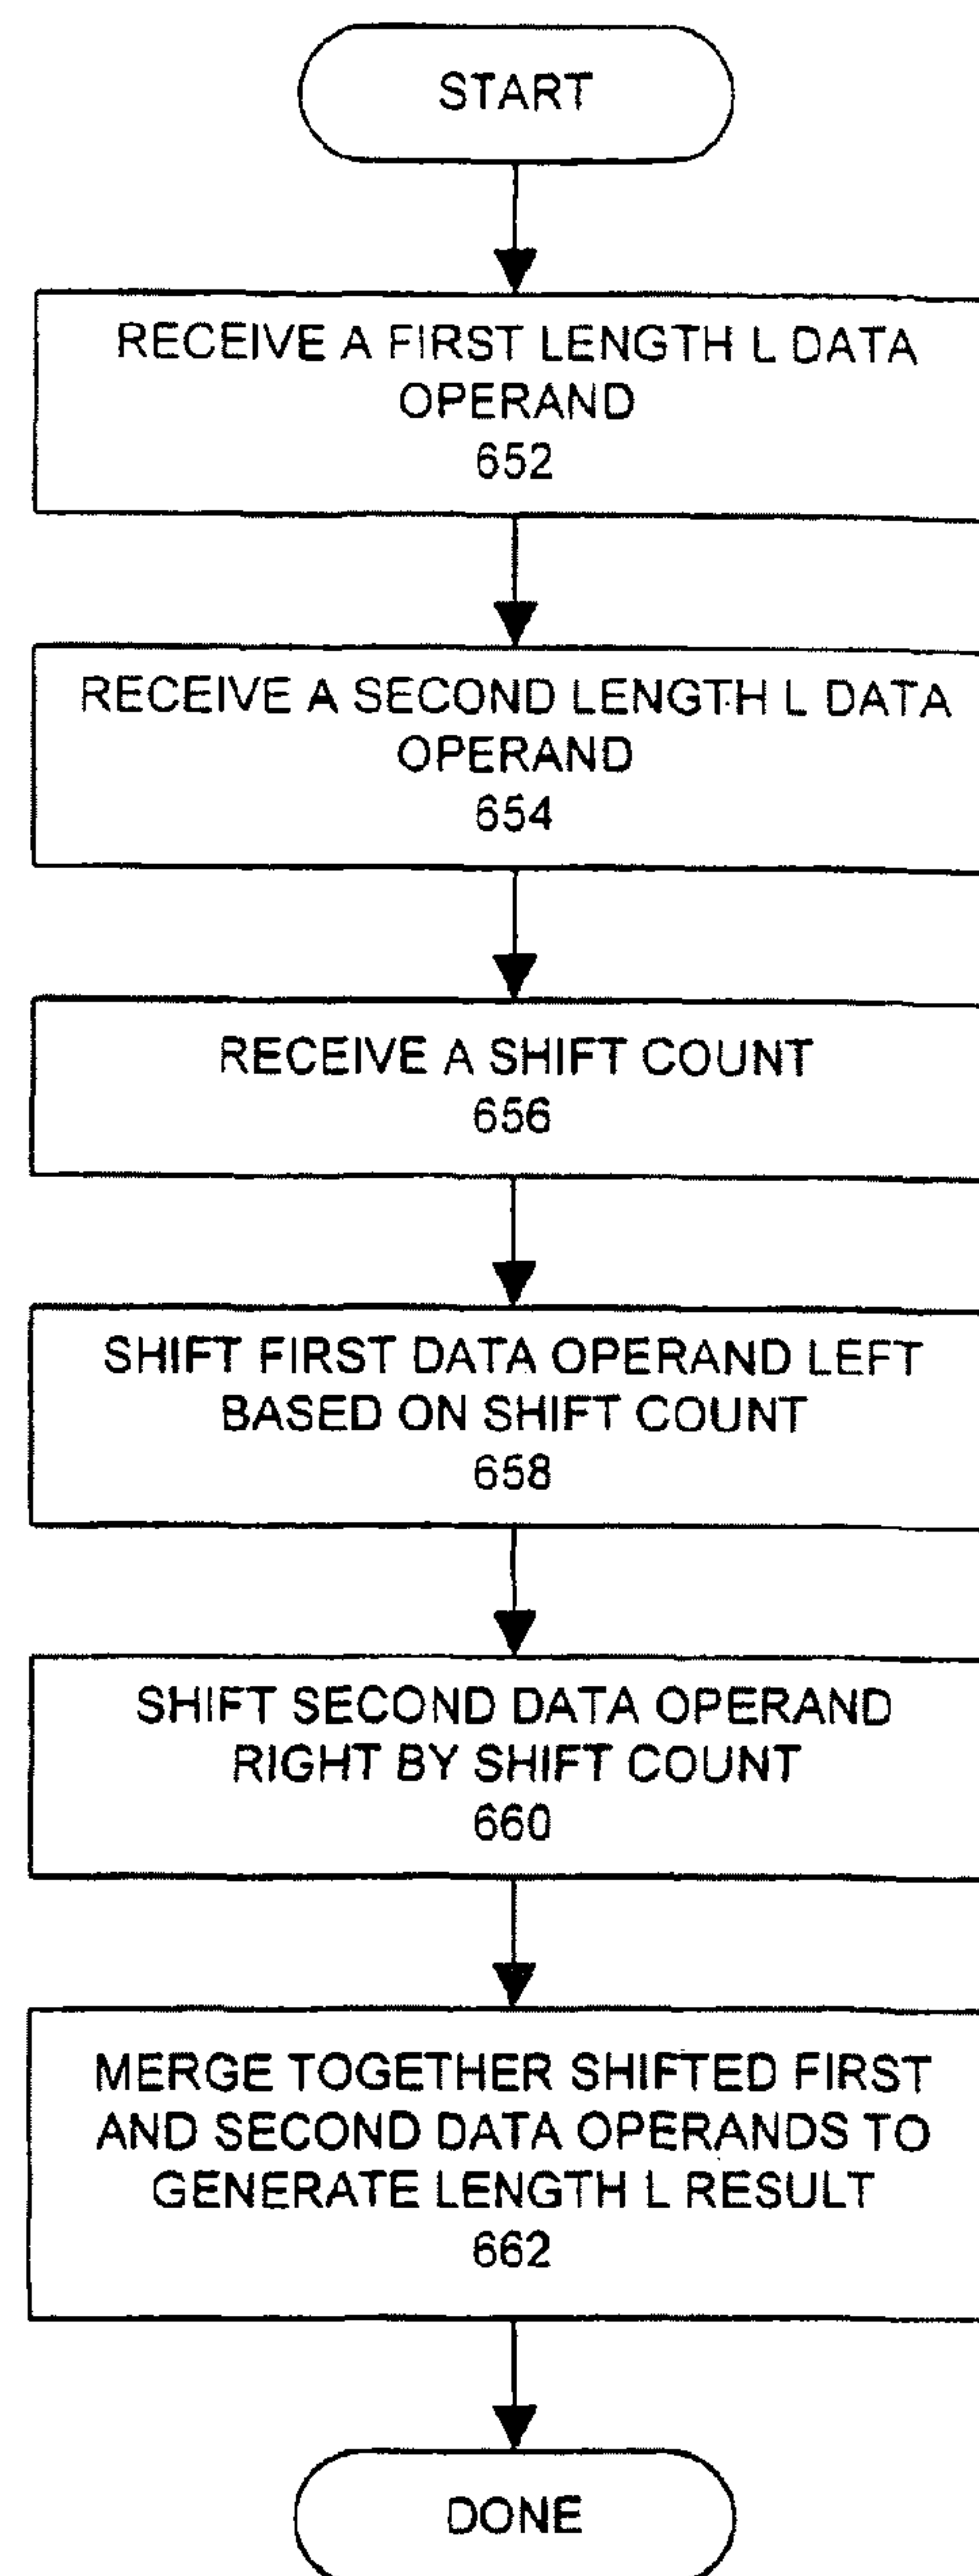 START
RECEIVE A FIRST LENGTH L DATA
OPERAND
652
RECEIVE A SECOND LENGTH L DATA
OPERAND
654
RECEIVE A SHIFT COUNT
656
SHIFT FIRST DATA OPERAND LEFT
BASED ON SHIFT COUNT
658
SHIFT SECOND DATA OPERAND
RIGHT BY SHIFT COUNT
660
MERGE TOGETHER SHIFTED FIRST
AND SECOND DATA OPERANDS TO
GENERATE LENGTH L RESULT
662
DONE